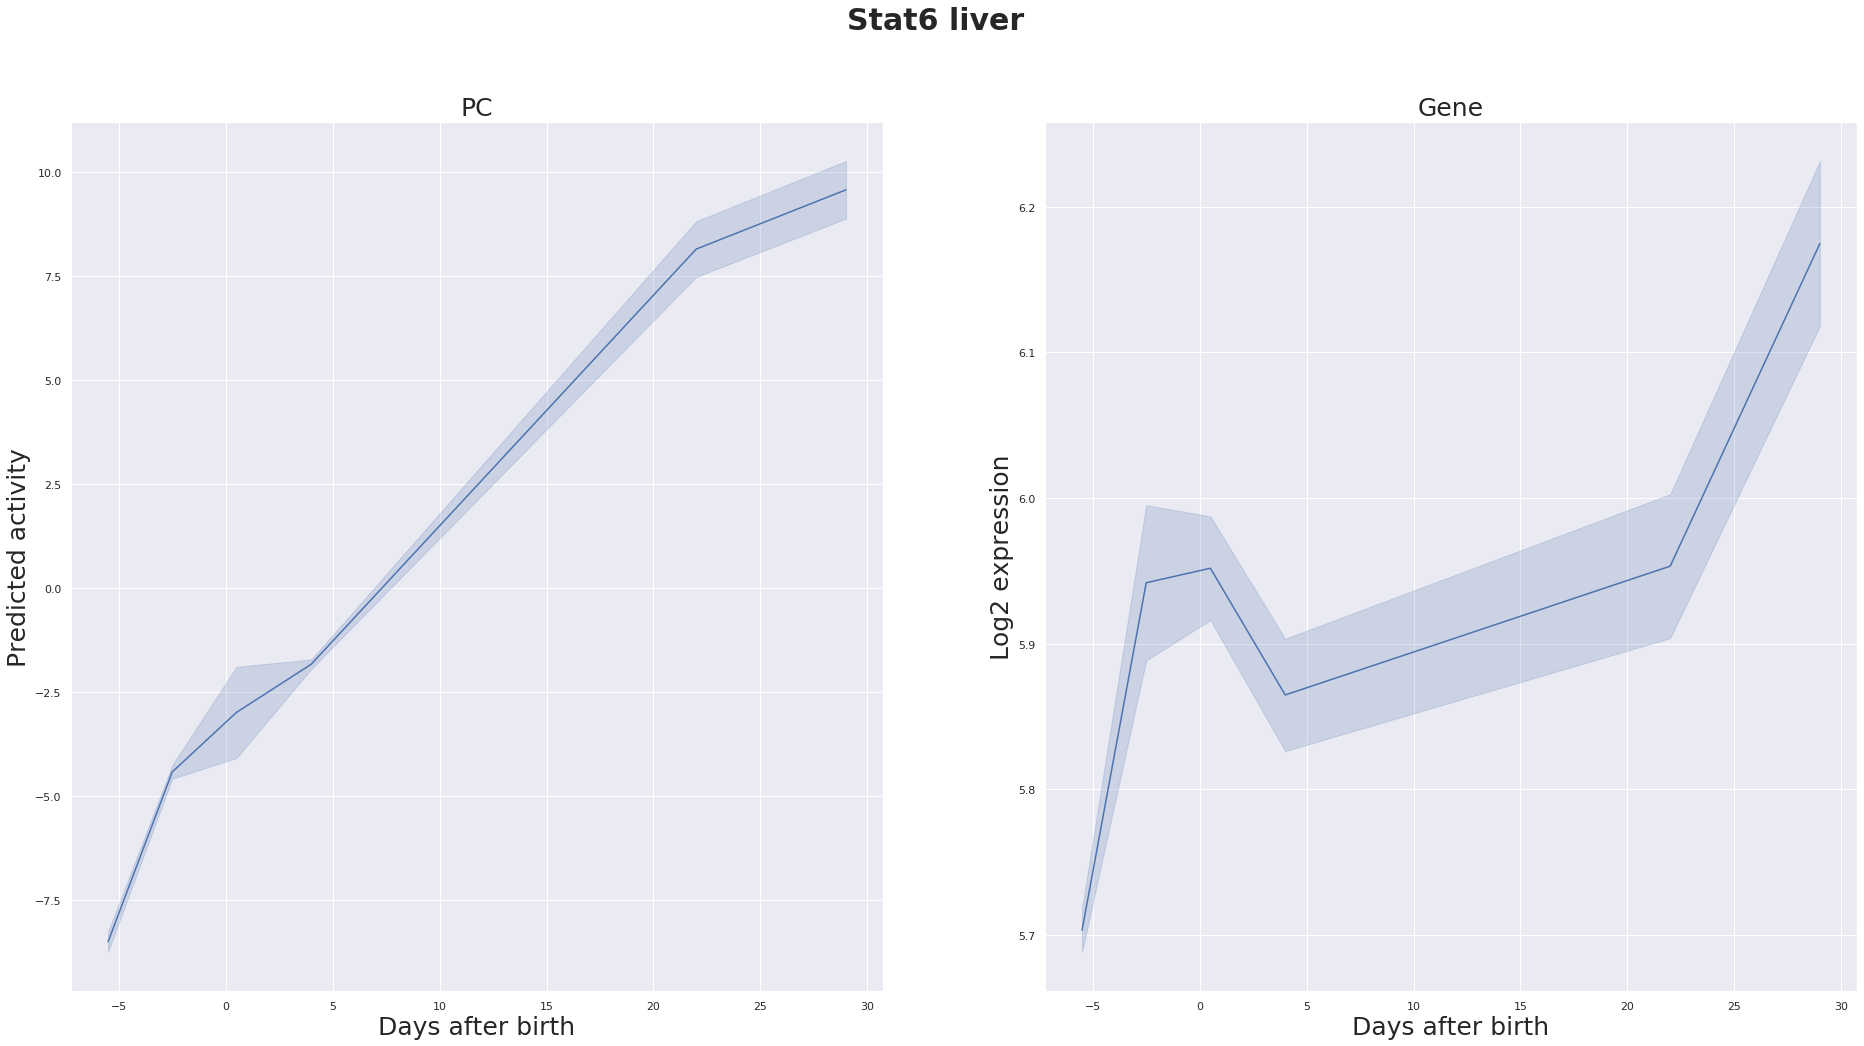 Stat6 liver
PC
Predicted activity
10.0
7.5
5.0
2.5
0.0
−2.5
−5.0
−7.5
−5 0 5 10 15 20 25 30
Days after birth
Gene
Log2 expression
6.2
6.1
6.0
5.9
5.8
5.7
−5 0 5 10 15 20 25 30
Days after birth